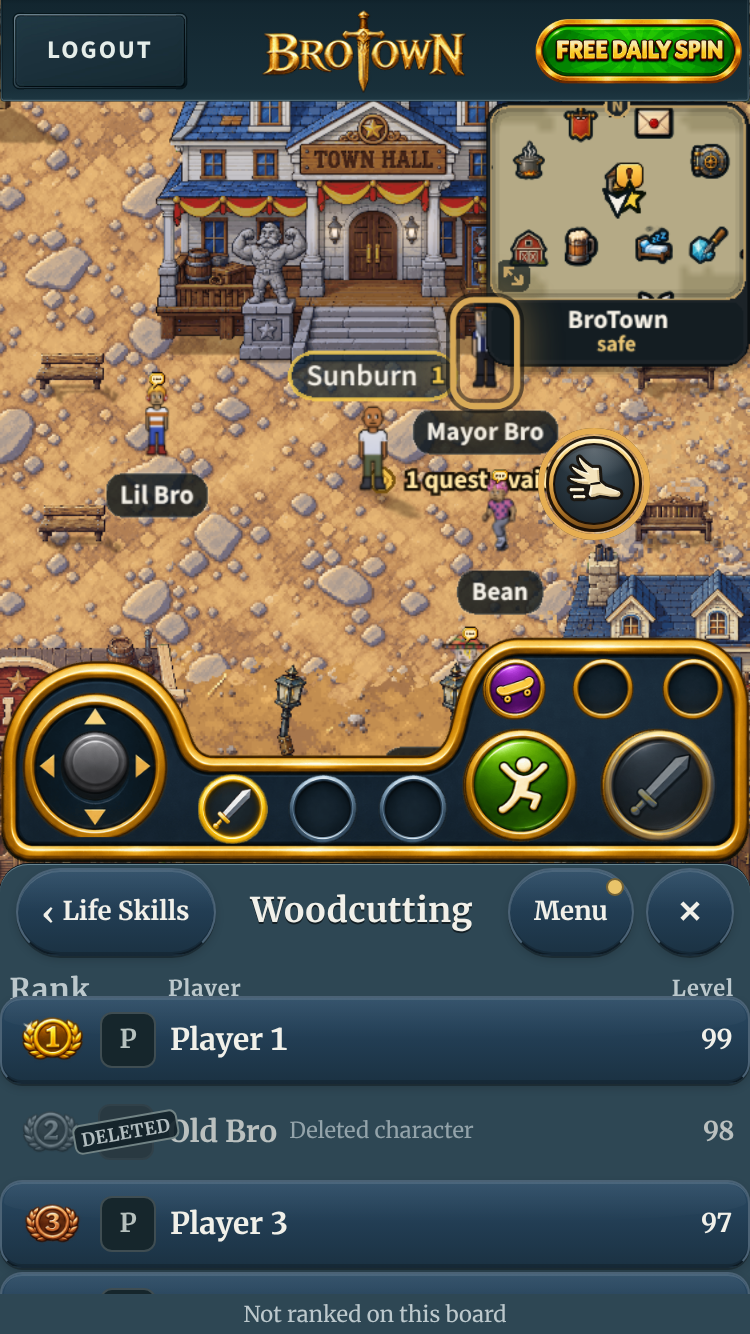 LOGOUT
BROTOWN
FREE DAILY SPIN
N
TOWN HALL
BroTown
safe
Sunburn 1
Mayor Bro
1 quest
Lil Bro
Bean
‹ Life Skills
Woodcutting
Menu
×
Rank Player Level
1 P Player 1 99
2 DELETED Old Bro Deleted character 98
3 P Player 3 97
Not ranked on this board